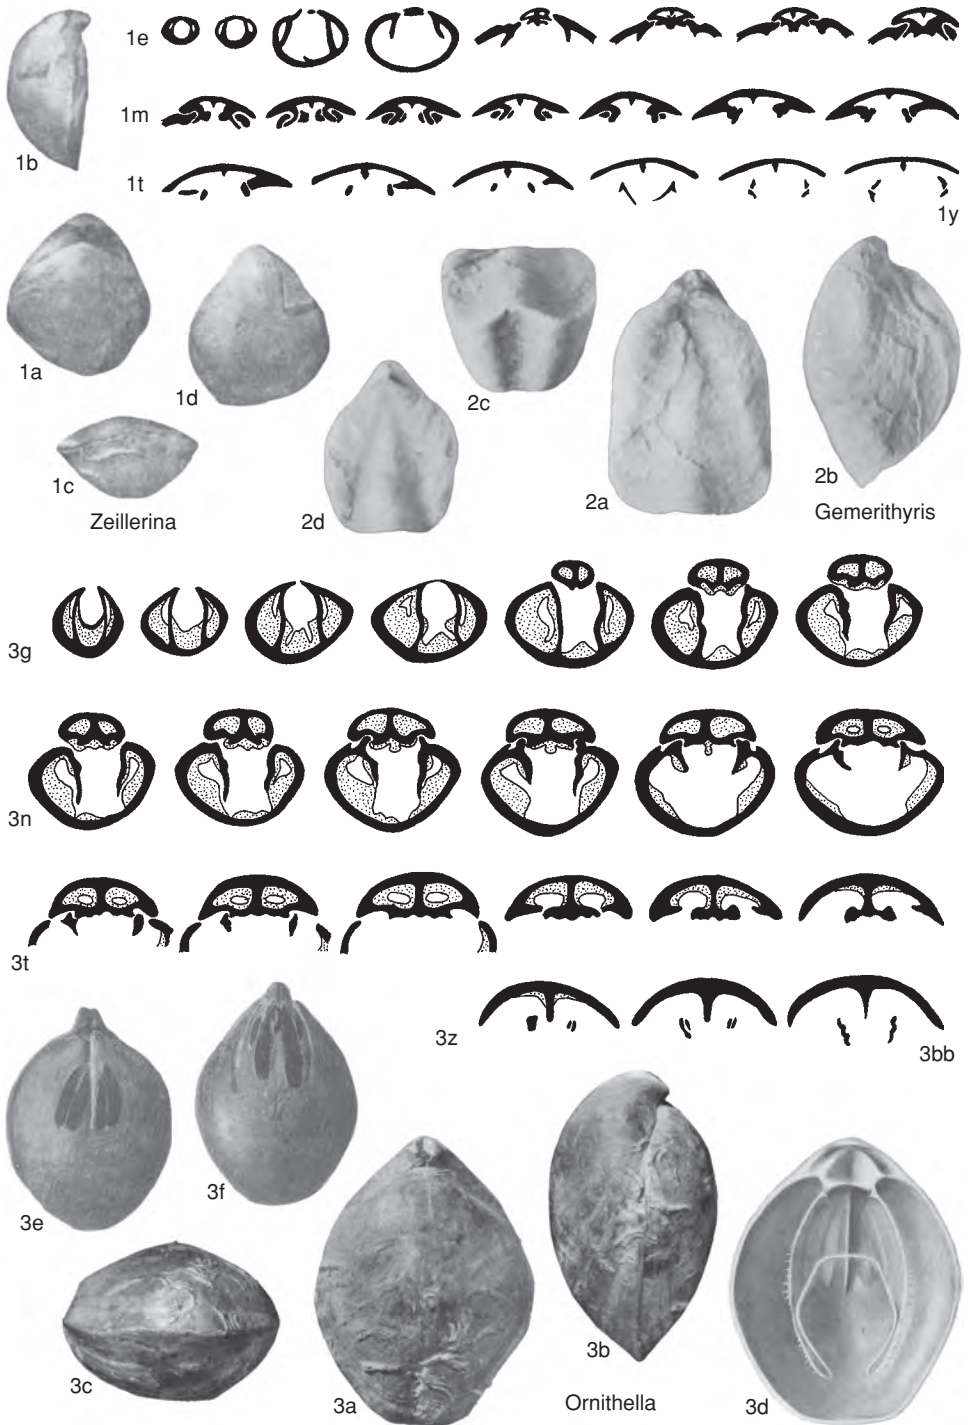 1e
1b
1m
1t
1y
1a
1d
2c
2a
2b
1c
2d
Zeillerina
Gemerithyris
3g
3n
3t
3z
3bb
3e
3f
3c
3a
3b
Ornithella
3d